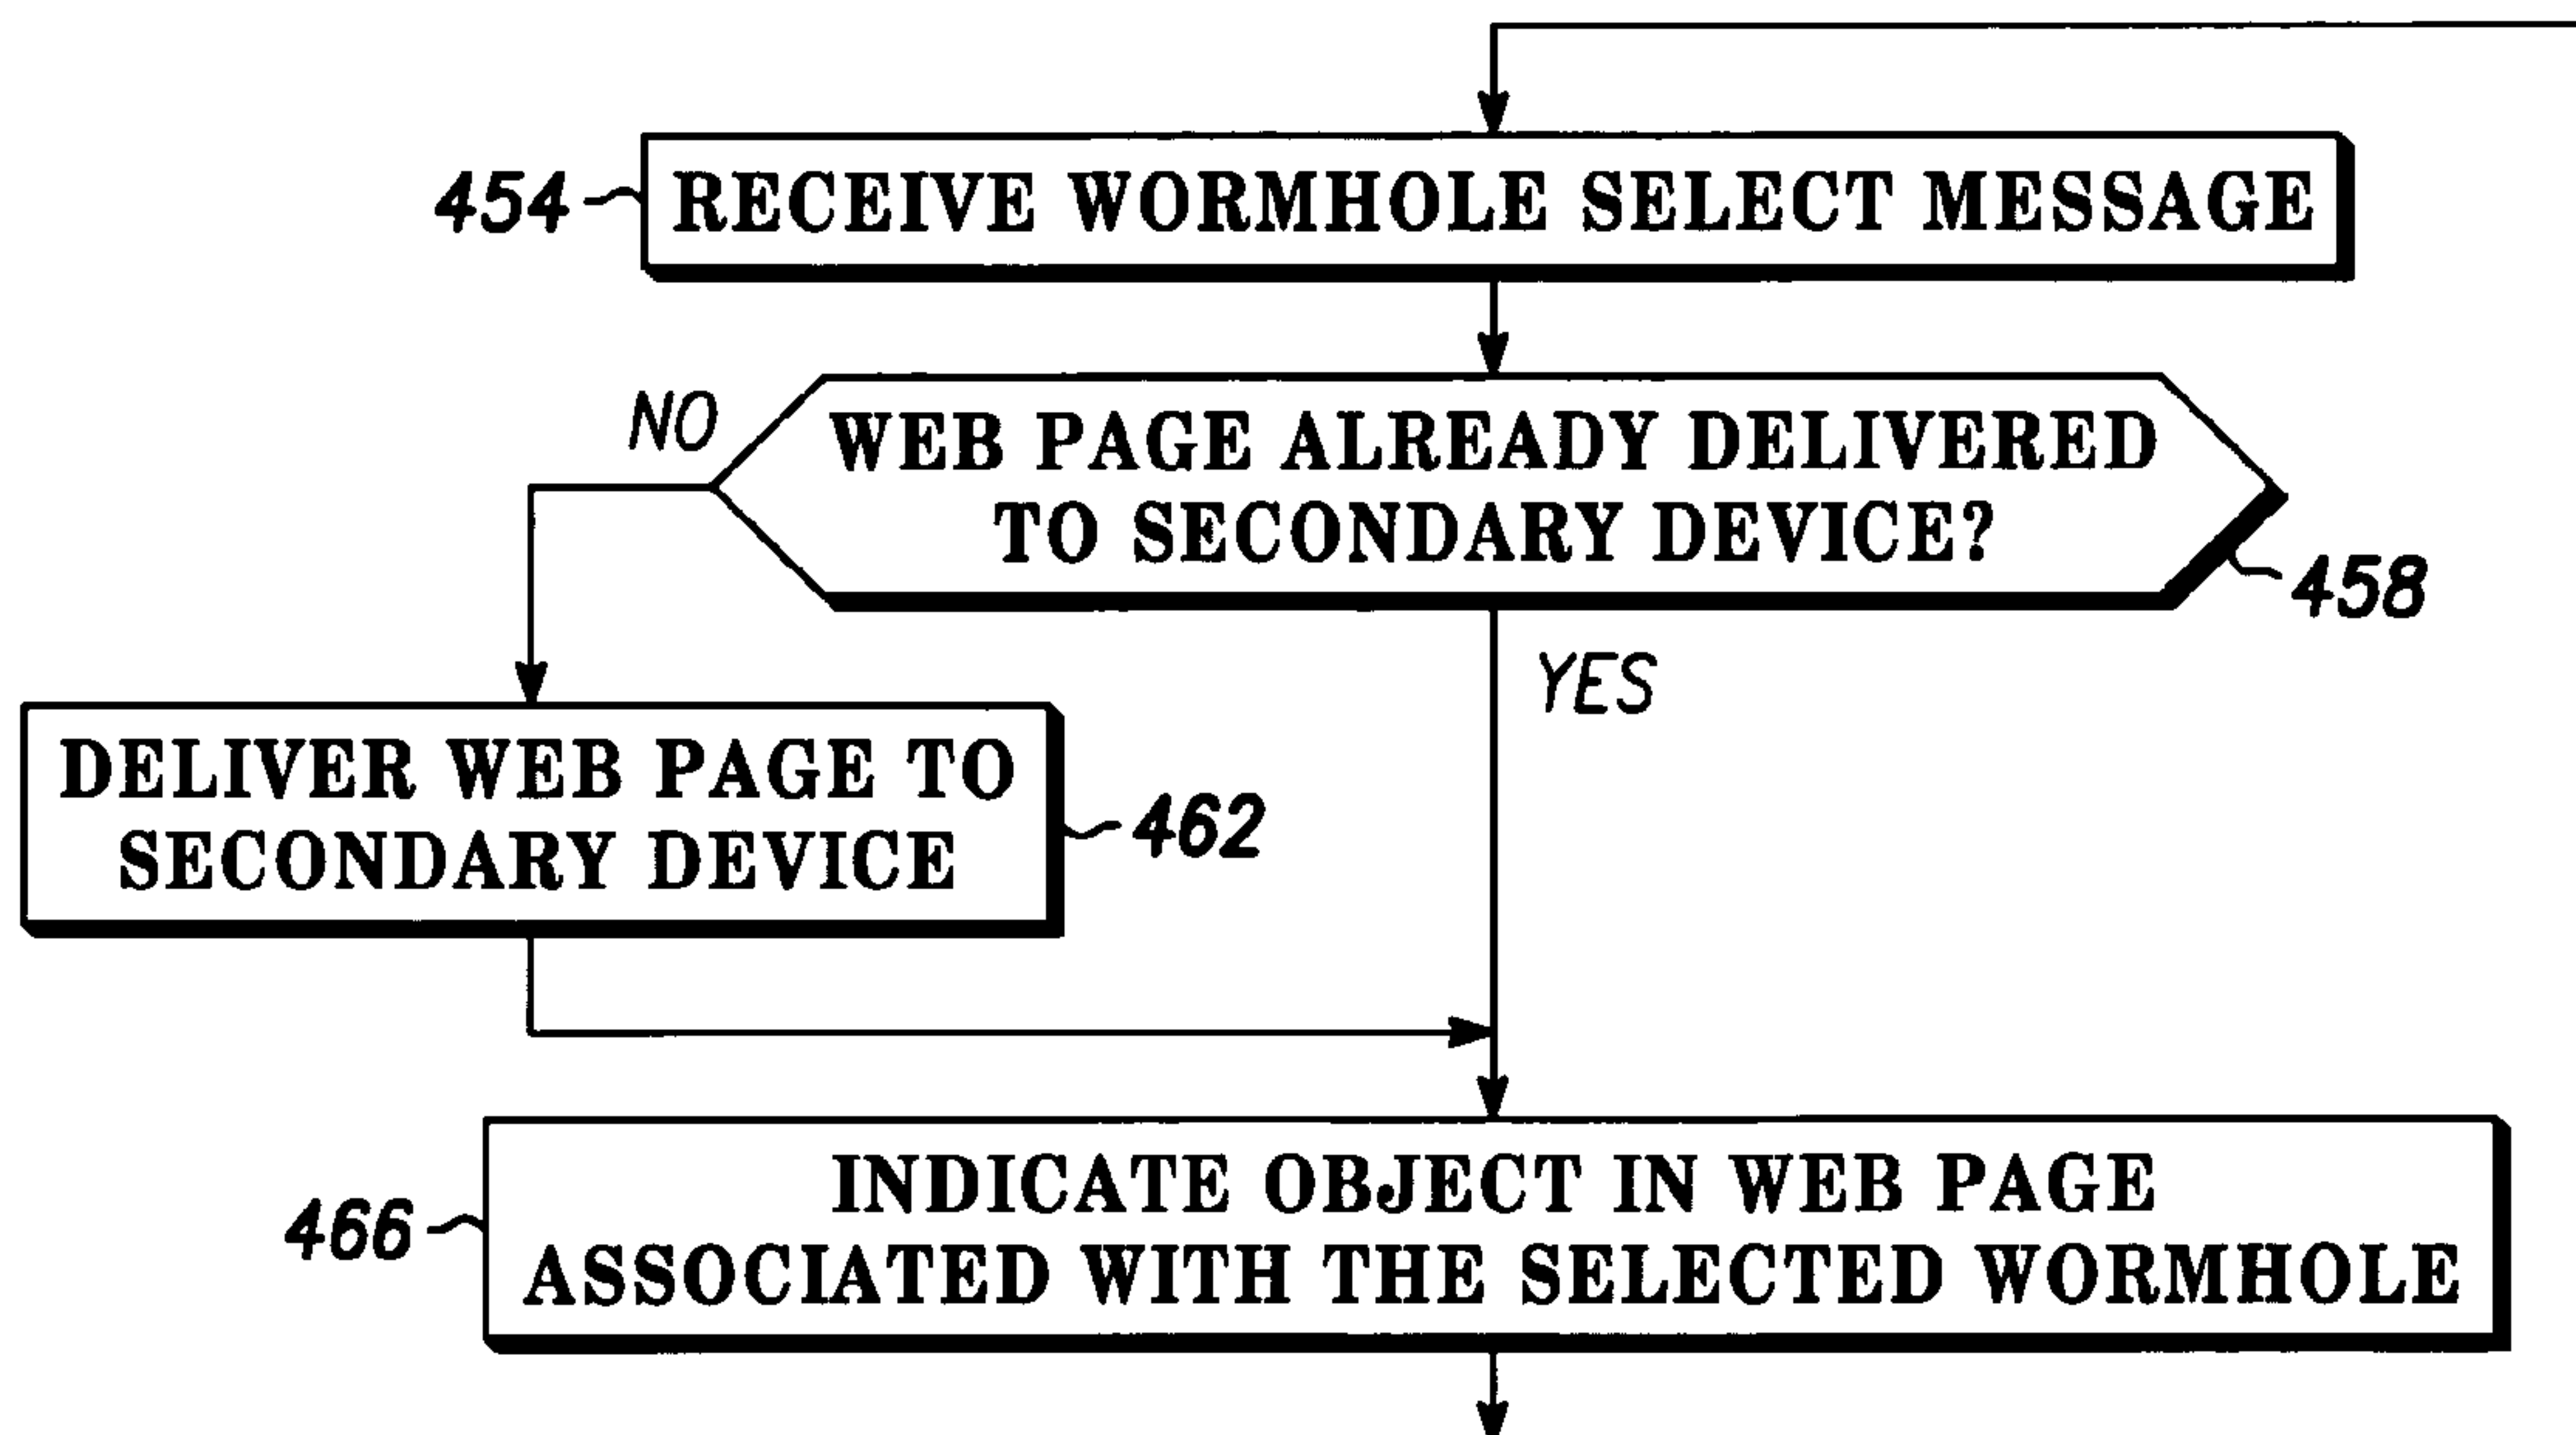 454 RECEIVE WORMHOLE SELECT MESSAGE
NO
WEB PAGE ALREADY DELIVERED
TO SECONDARY DEVICE?
458
YES
DELIVER WEB PAGE TO
SECONDARY DEVICE
462
INDICATE OBJECT IN WEB PAGE
466
ASSOCIATED WITH THE SELECTED WORMHOLE